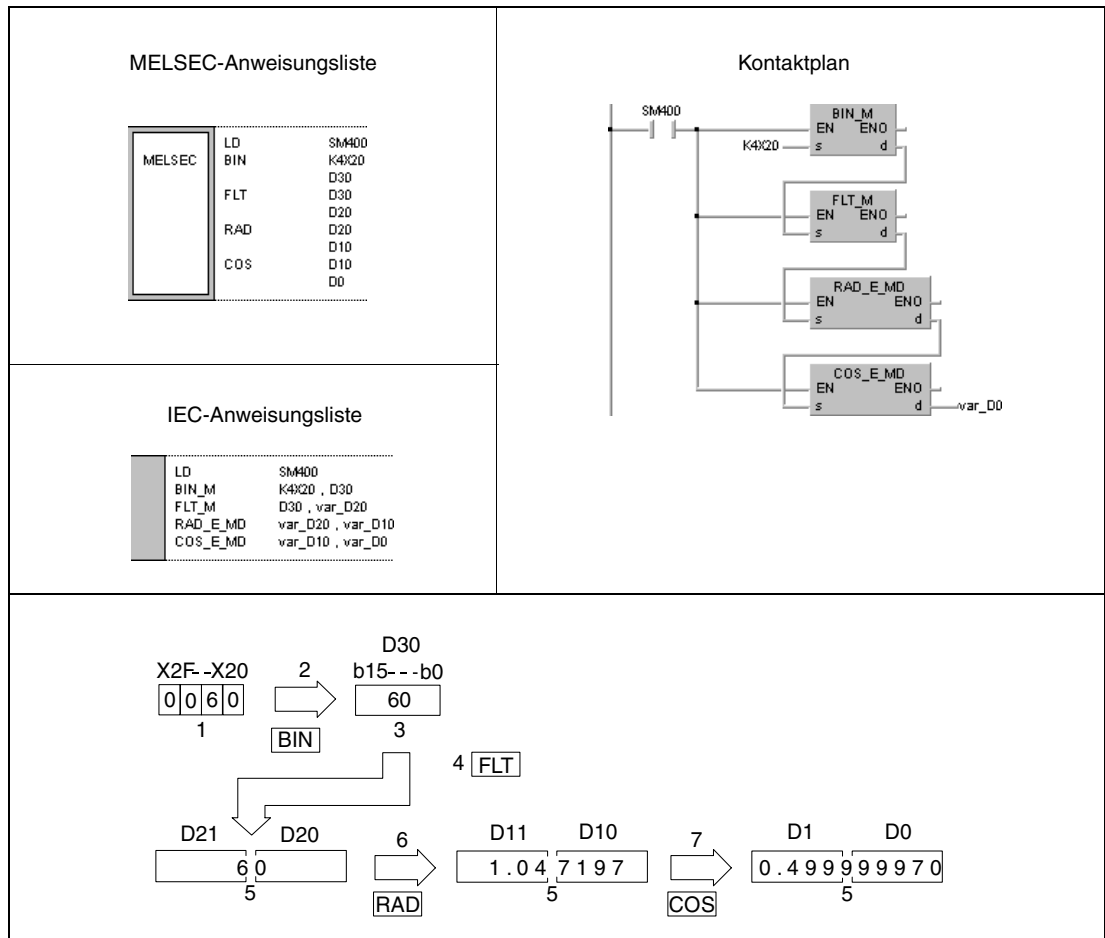 MELSEC-Anweisungsliste
MELSEC
LD SM400
BIN K4X20
D30
FLT D30
D20
RAD D20
D10
COS D10
D0
IEC-Anweisungsliste
LD SM400
BIN_M K4X20 , D30
FLT_M D30 , var_D20
RAD_E_MD var_D20 , var_D10
COS_E_MD var_D10 , var_D0
Kontaktplan
SM400
BIN_M
EN ENO
K4X20 s d
FLT_M
EN ENO
s d
RAD_E_MD
EN ENO
s d
COS_E_MD
EN ENO
s d var_D0
D30
X2F- -X20 2 b15- - -b0
0 0 6 0 60
1 BIN 3
4 FLT
D21 D20 6 D11 D10 7 D1 D0
6 0 1.04 7197 0.499999970
5 RAD 5 COS 5